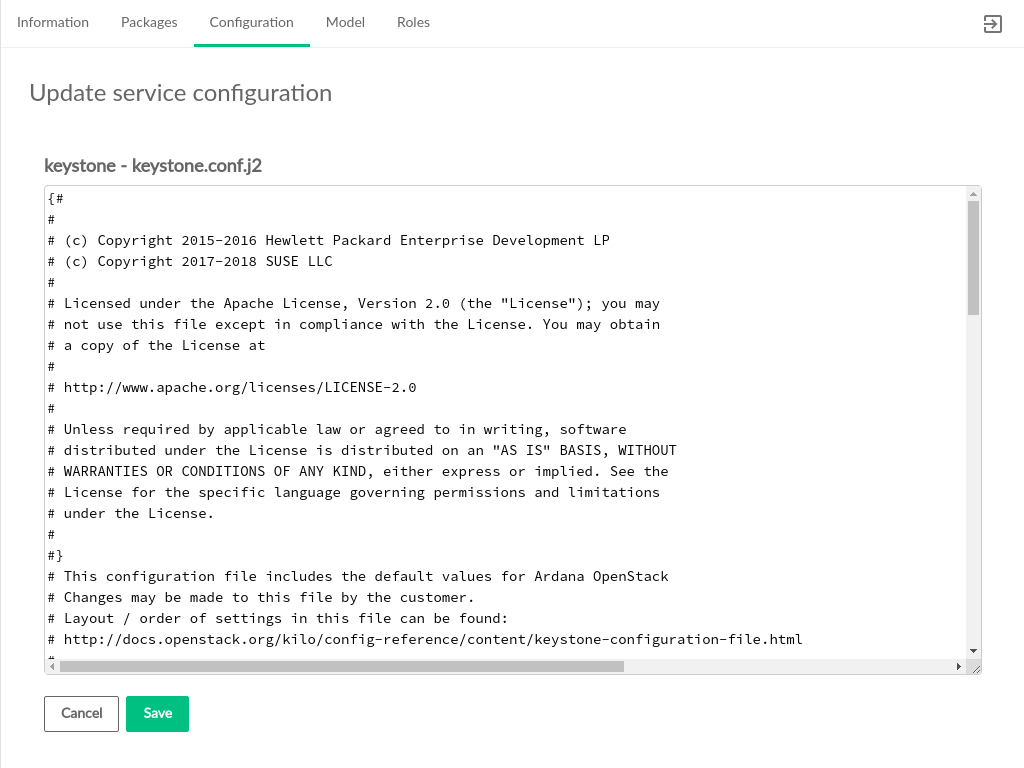 Information Packages Configuration Model Roles
Update service configuration
keystone - keystone.conf.j2
{#
#
# (c) Copyright 2015-2016 Hewlett Packard Enterprise Development LP
# (c) Copyright 2017-2018 SUSE LLC
#
# Licensed under the Apache License, Version 2.0 (the "License"); you may
# not use this file except in compliance with the License. You may obtain
# a copy of the License at
#
# http://www.apache.org/licenses/LICENSE-2.0
#
# Unless required by applicable law or agreed to in writing, software
# distributed under the License is distributed on an "AS IS" BASIS, WITHOUT
# WARRANTIES OR CONDITIONS OF ANY KIND, either express or implied. See the
# License for the specific language governing permissions and limitations
# under the License.
#
#}
# This configuration file includes the default values for Ardana OpenStack
# Changes may be made to this file by the customer.
# Layout / order of settings in this file can be found:
# http://docs.openstack.org/kilo/config-reference/content/keystone-configuration-file.html
Cancel Save